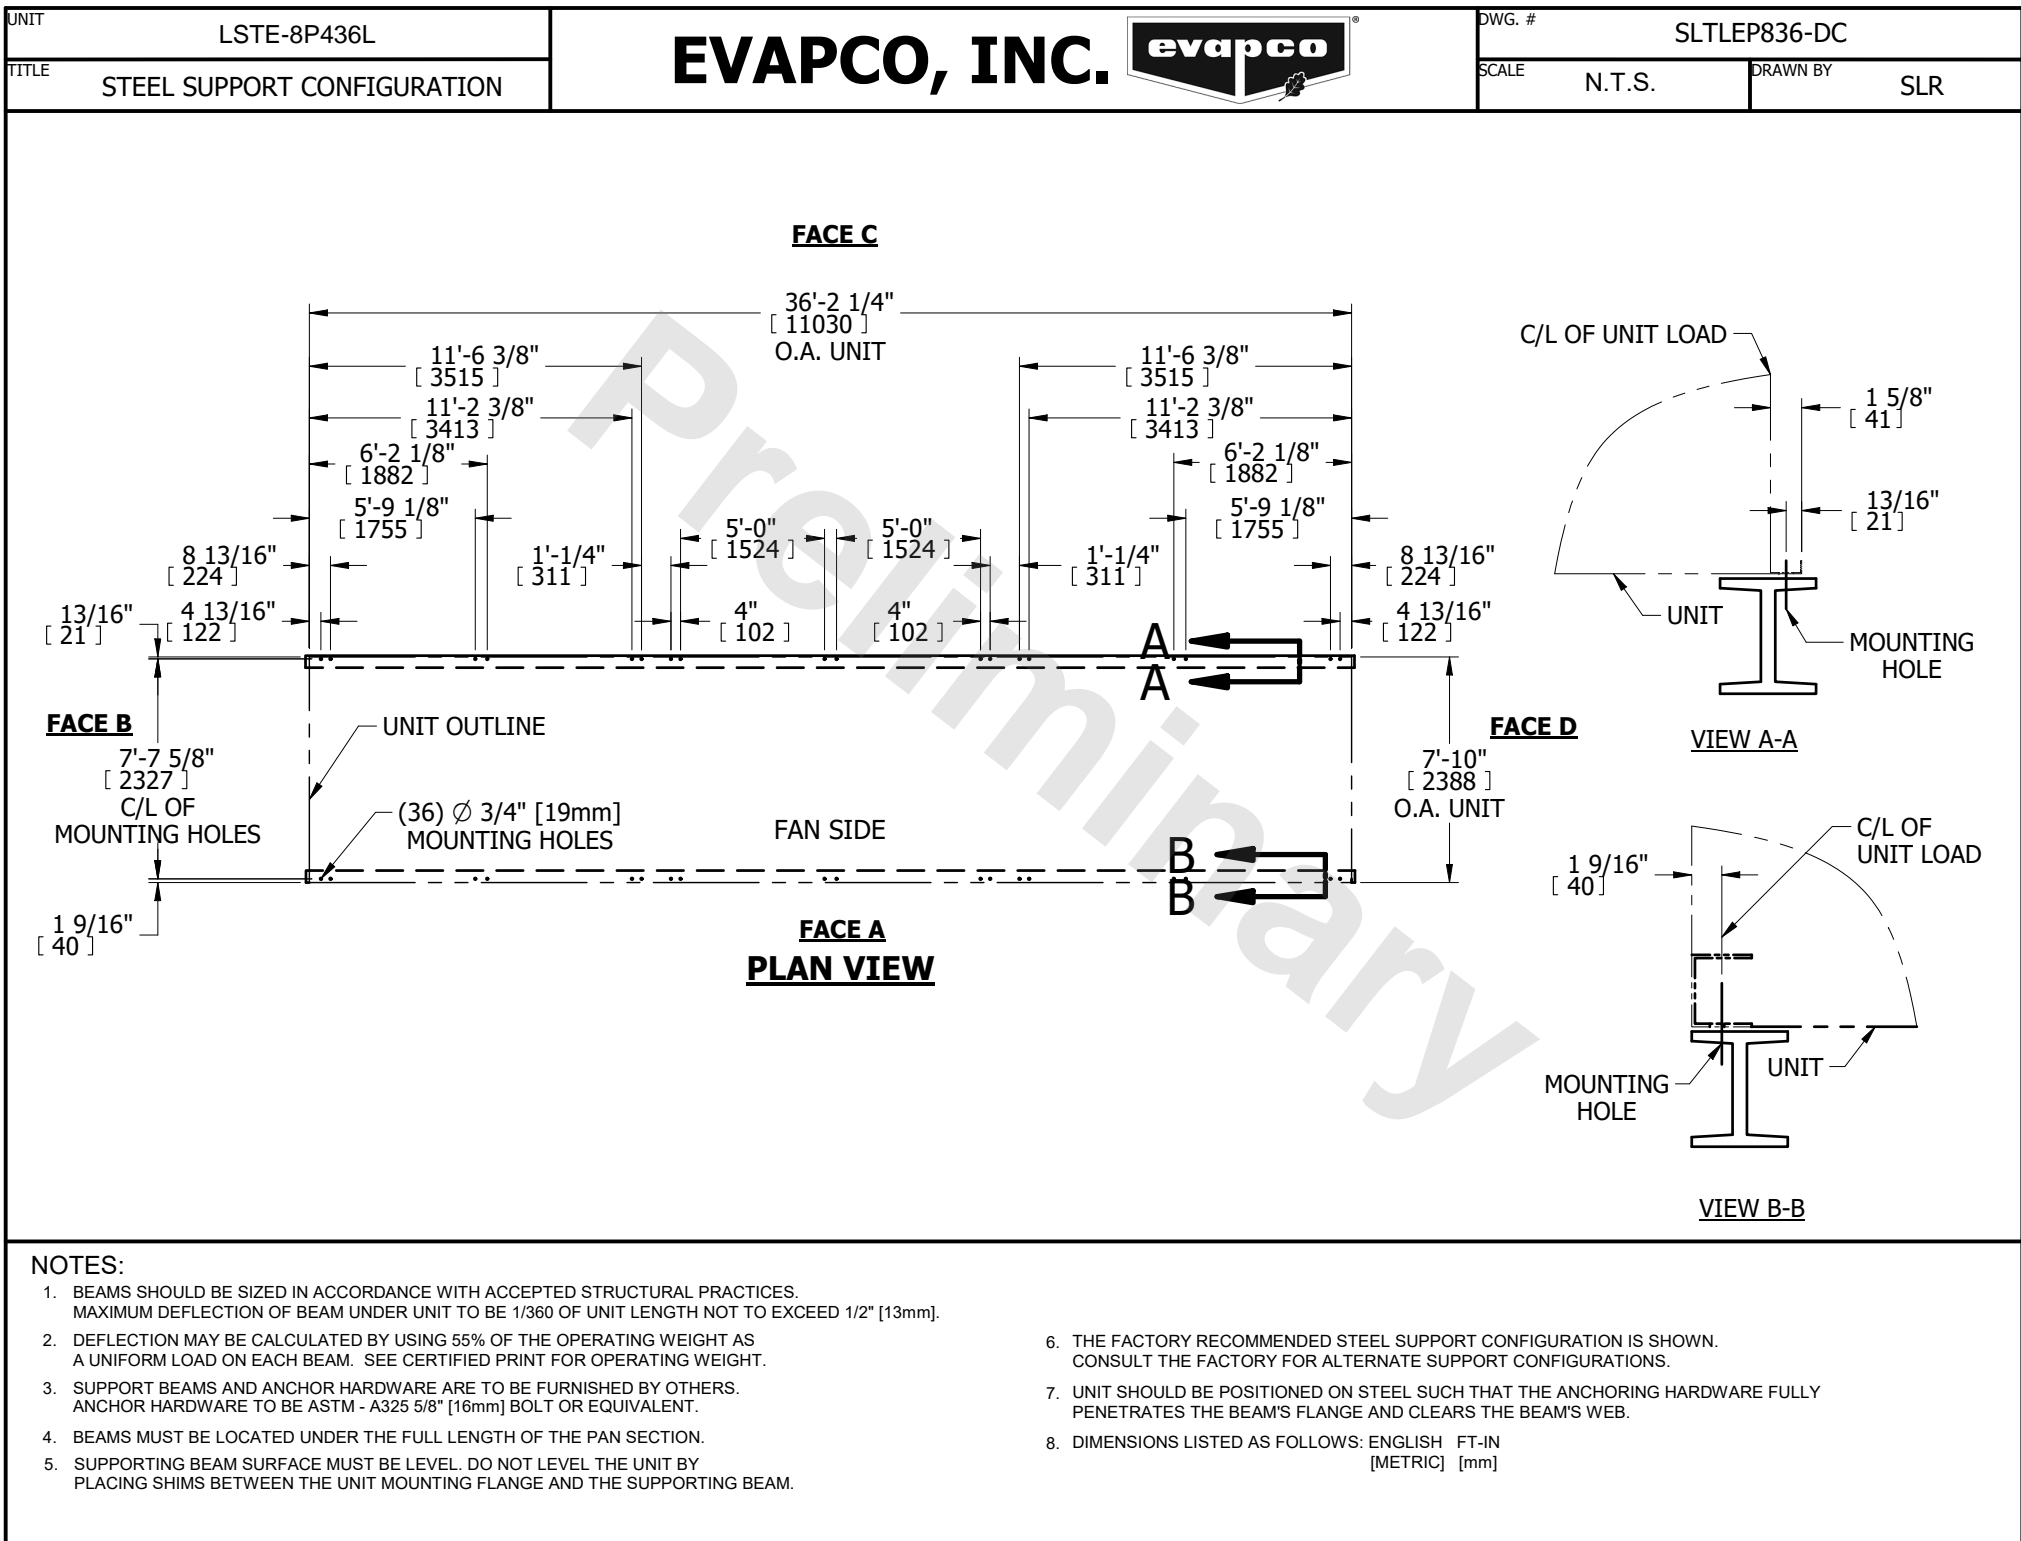 UNIT
LSTE-8P436L
TITLE
STEEL SUPPORT CONFIGURATION
EVAPCO, INC.
evapco
®
DWG. #
SLTLEP836-DC
SCALE
N.T.S.
DRAWN BY
SLR
FACE C
36'-2 1/4"
[ 11030 ]
O.A. UNIT
11'-6 3/8"
[ 3515 ]
11'-6 3/8"
[ 3515 ]
11'-2 3/8"
[ 3413 ]
11'-2 3/8"
[ 3413 ]
6'-2 1/8"
[ 1882 ]
6'-2 1/8"
[ 1882 ]
5'-9 1/8"
[ 1755 ]
5'-0"
[ 1524 ]
5'-0"
[ 1524 ]
5'-9 1/8"
[ 1755 ]
8 13/16"
[ 224 ]
1'-1/4"
[ 311 ]
1'-1/4"
[ 311 ]
8 13/16"
[ 224 ]
13/16"
[ 21 ]
4 13/16"
[ 122 ]
4"
[ 102 ]
4"
[ 102 ]
4 13/16"
[ 122 ]
A
A
FACE B
7'-7 5/8"
[ 2327 ]
C/L OF
MOUNTING HOLES
UNIT OUTLINE
(36) Ø 3/4" [19mm]
MOUNTING HOLES
FAN SIDE
FACE D
7'-10"
[ 2388 ]
O.A. UNIT
B
B
1 9/16"
[ 40 ]
FACE A
PLAN VIEW
Preliminary
C/L OF UNIT LOAD
1 5/8"
[ 41 ]
13/16"
[ 21 ]
UNIT
MOUNTING
HOLE
VIEW A-A
C/L OF
UNIT LOAD
1 9/16"
[ 40 ]
UNIT
MOUNTING
HOLE
VIEW B-B
NOTES:
1. BEAMS SHOULD BE SIZED IN ACCORDANCE WITH ACCEPTED STRUCTURAL PRACTICES.
MAXIMUM DEFLECTION OF BEAM UNDER UNIT TO BE 1/360 OF UNIT LENGTH NOT TO EXCEED 1/2" [13mm].
2. DEFLECTION MAY BE CALCULATED BY USING 55% OF THE OPERATING WEIGHT AS
A UNIFORM LOAD ON EACH BEAM. SEE CERTIFIED PRINT FOR OPERATING WEIGHT.
3. SUPPORT BEAMS AND ANCHOR HARDWARE ARE TO BE FURNISHED BY OTHERS.
ANCHOR HARDWARE TO BE ASTM - A325 5/8" [16mm] BOLT OR EQUIVALENT.
4. BEAMS MUST BE LOCATED UNDER THE FULL LENGTH OF THE PAN SECTION.
5. SUPPORTING BEAM SURFACE MUST BE LEVEL. DO NOT LEVEL THE UNIT BY
PLACING SHIMS BETWEEN THE UNIT MOUNTING FLANGE AND THE SUPPORTING BEAM.
6. THE FACTORY RECOMMENDED STEEL SUPPORT CONFIGURATION IS SHOWN.
CONSULT THE FACTORY FOR ALTERNATE SUPPORT CONFIGURATIONS.
7. UNIT SHOULD BE POSITIONED ON STEEL SUCH THAT THE ANCHORING HARDWARE FULLY
PENETRATES THE BEAM'S FLANGE AND CLEARS THE BEAM'S WEB.
8. DIMENSIONS LISTED AS FOLLOWS: ENGLISH FT-IN
[METRIC] [mm]